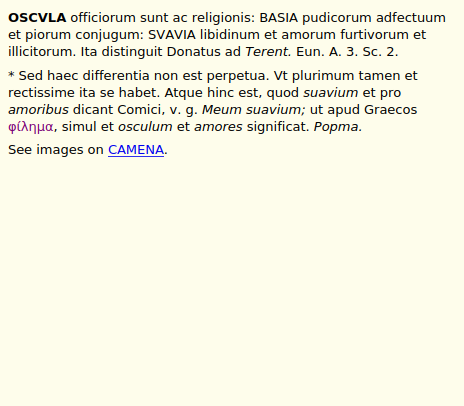 OSCVLA officiorum sunt ac religionis: BASIA pudicorum adfectuum
et piorum conjugum: SVAVIA libidinum et amorum furtivorum et
illicitorum. Ita distinguit Donatus ad Terent. Eun. A. 3. Sc. 2.
* Sed haec differentia non est perpetua. Vt plurimum tamen et
rectissime ita se habet. Atque hinc est, quod suavium et pro
amoribus dicant Comici, v. g. Meum suavium; ut apud Graecos
φίλημα, simul et osculum et amores significat. Popma.
See images on CAMENA.